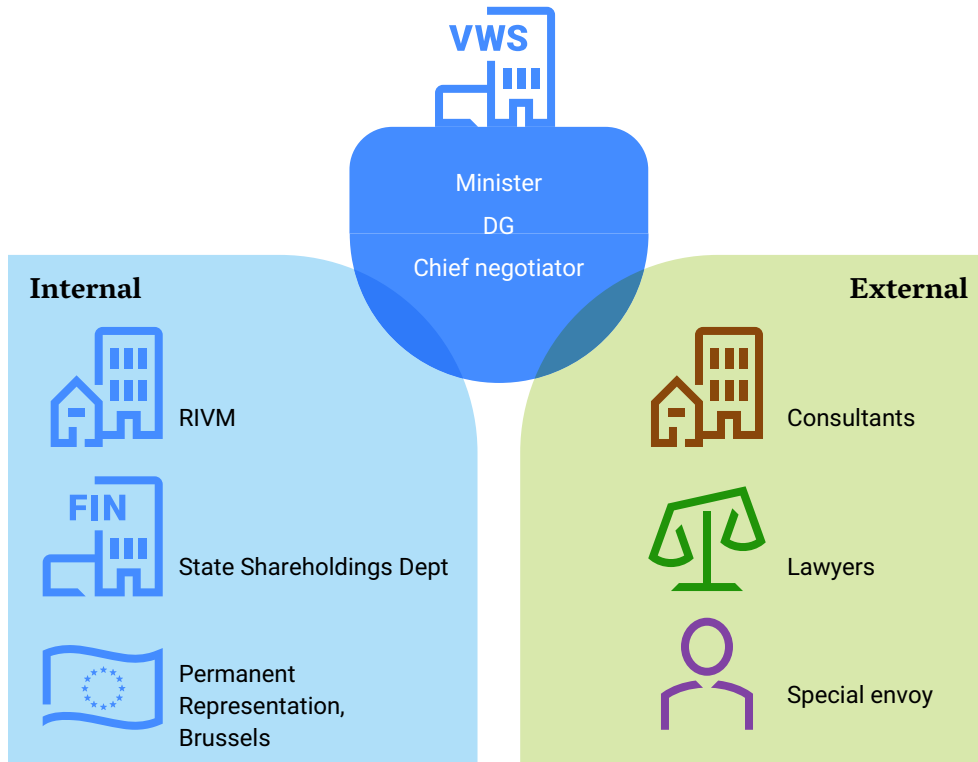 VWS
Minister
DG
Chief negotiator
Internal
RIVM
FIN
State Shareholdings Dept
Permanent
Representation,
Brussels
External
Consultants
Lawyers
Special envoy